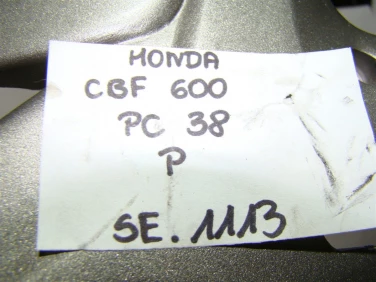 HONDA
CBF 600
PC 38
P
SE. 1113